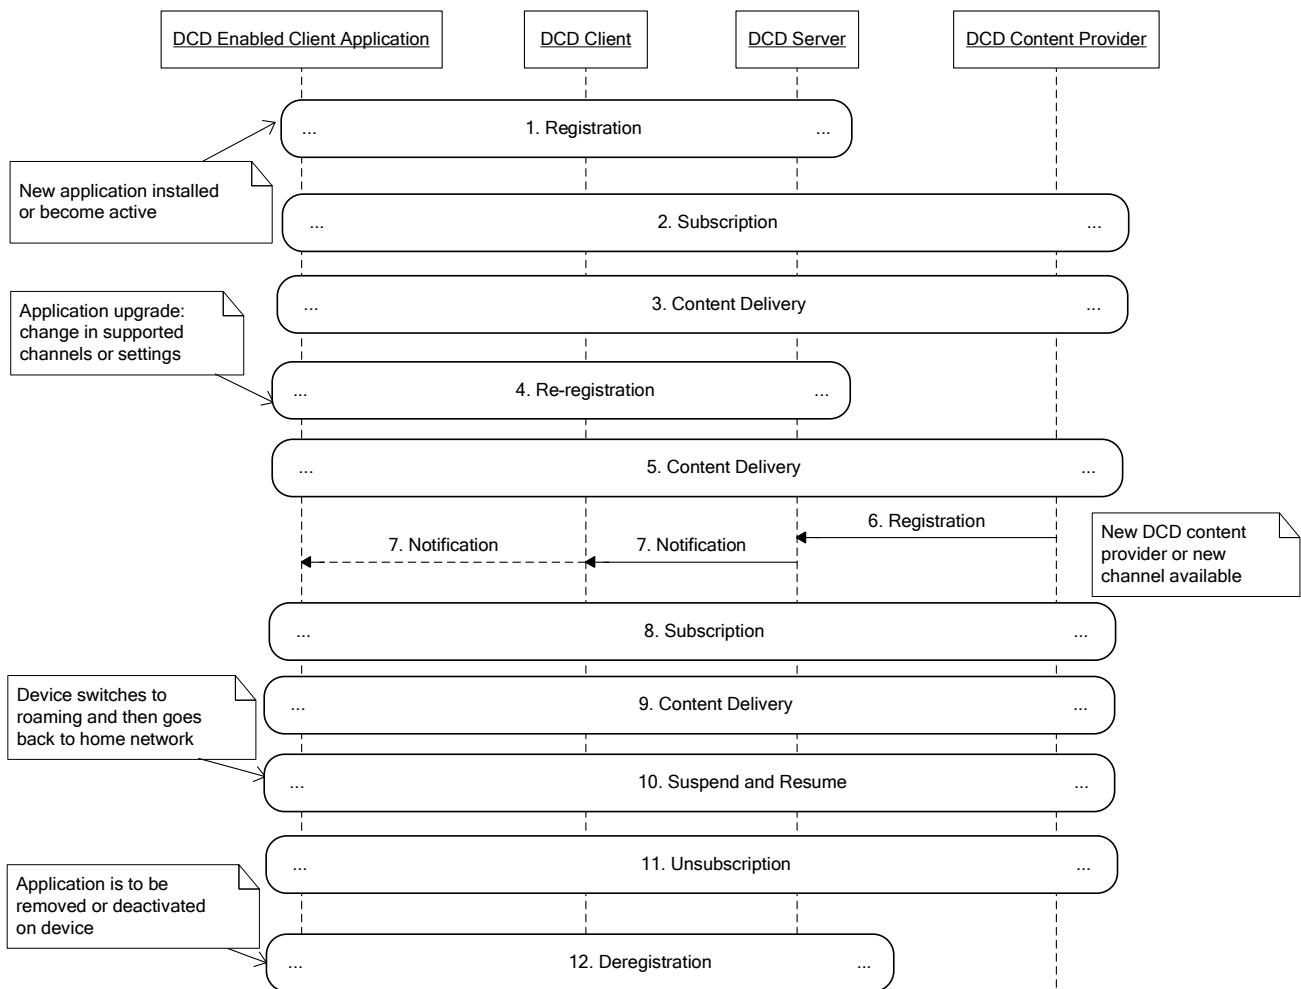 DCD Enabled Client Application
DCD Client
DCD Server
DCD Content Provider
... 1. Registration ...
New application installed
or become active
... 2. Subscription ...
... 3. Content Delivery ...
Application upgrade:
change in supported
channels or settings
... 4. Re-registration ...
... 5. Content Delivery ...
6. Registration
7. Notification
7. Notification
New DCD content
provider or new
channel available
... 8. Subscription ...
Device switches to
roaming and then goes
back to home network
... 9. Content Delivery ...
... 10. Suspend and Resume ...
... 11. Unsubscription ...
Application is to be
removed or deactivated
on device
... 12. Deregistration ...